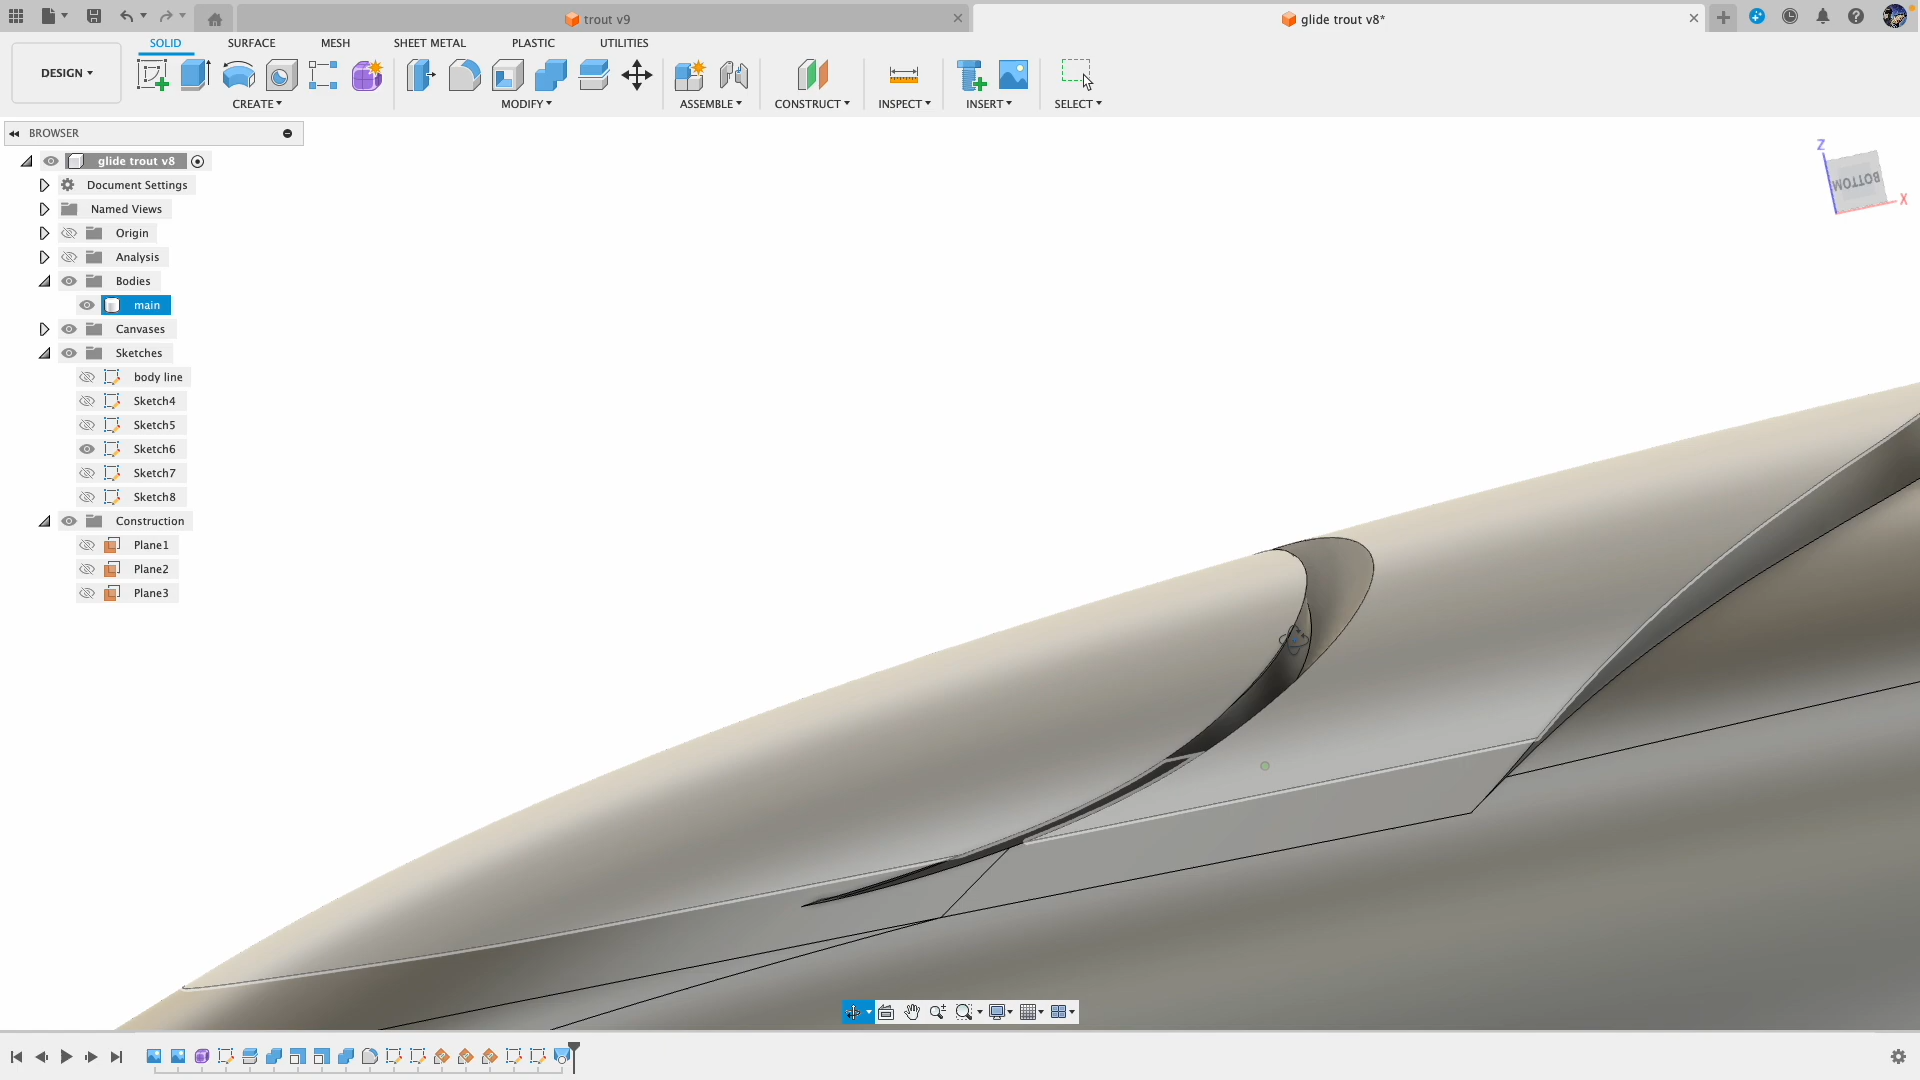 trout v9
glide trout v8*
DESIGN
SOLID
SURFACE
MESH
SHEET METAL
PLASTIC
UTILITIES
CREATE
MODIFY
ASSEMBLE
CONSTRUCT
INSPECT
INSERT
SELECT
BROWSER
glide trout v8
Document Settings
Named Views
Origin
Analysis
Bodies
main
Canvases
Sketches
body line
Sketch4
Sketch5
Sketch6
Sketch7
Sketch8
Construction
Plane1
Plane2
Plane3
Z
BOTTOM
X